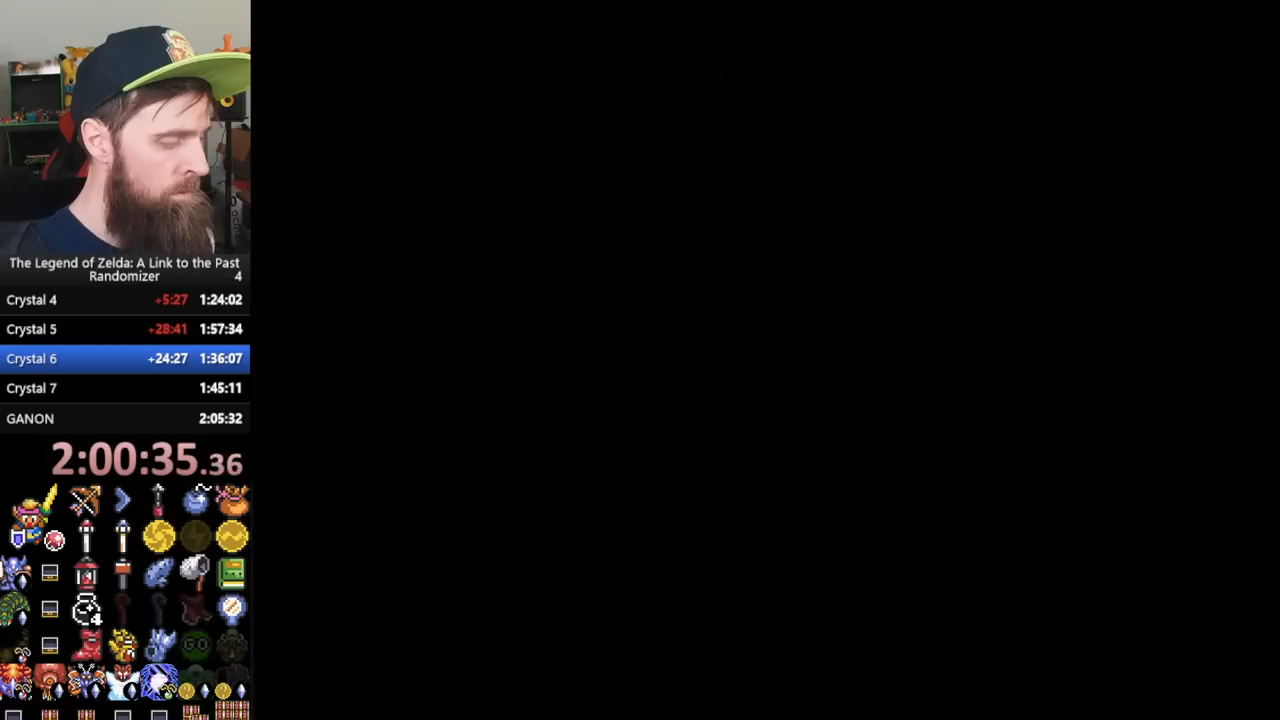 The Legend of Zelda: A Link to the Past
Randomizer 4
Crystal 4 +5:27 1:24:02
Crystal 5 +28:41 1:57:34
Crystal 6 +24:27 1:36:07
Crystal 7 1:45:11
GANON 2:05:32
2:00:35.36
4
GO